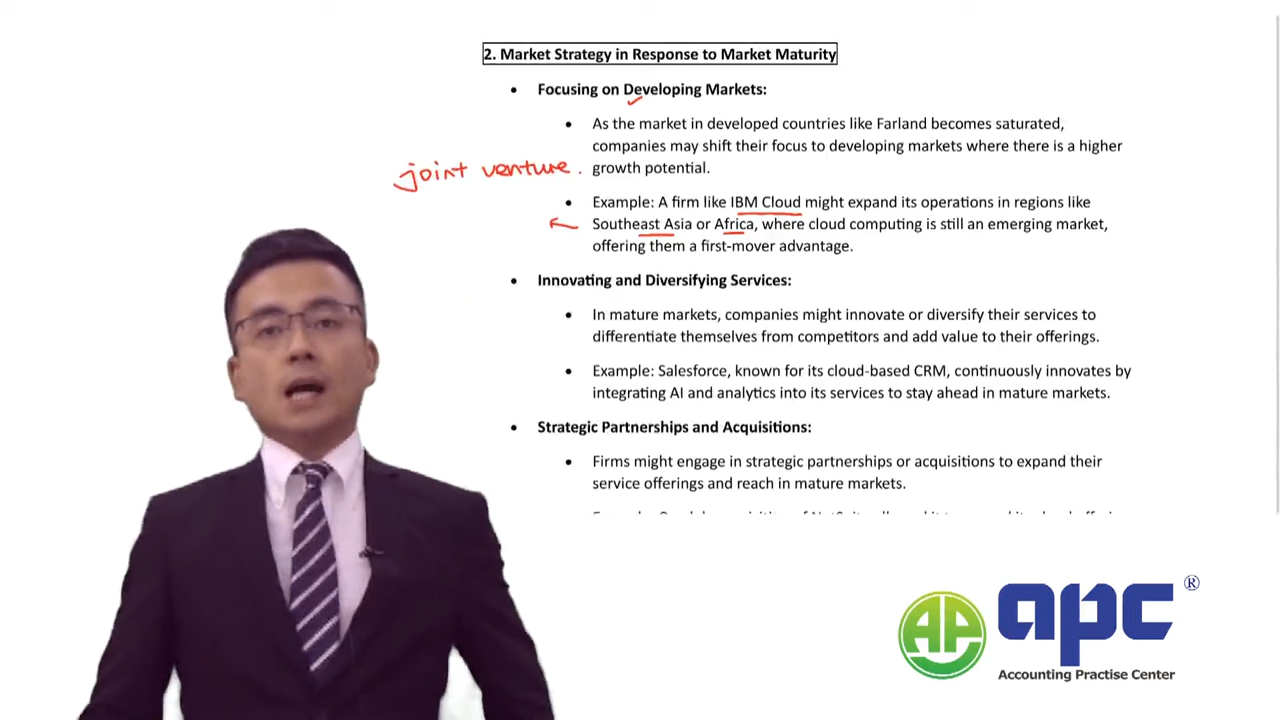 2. Market Strategy in Response to Market Maturity
• Focusing on Developing Markets:
• As the market in developed countries like Farland becomes saturated,
companies may shift their focus to developing markets where there is a higher
growth potential.
joint venture.
• Example: A firm like IBM Cloud might expand its operations in regions like
Southeast Asia or Africa, where cloud computing is still an emerging market,
offering them a first-mover advantage.
• Innovating and Diversifying Services:
• In mature markets, companies might innovate or diversify their services to
differentiate themselves from competitors and add value to their offerings.
• Example: Salesforce, known for its cloud-based CRM, continuously innovates by
integrating AI and analytics into its services to stay ahead in mature markets.
• Strategic Partnerships and Acquisitions:
• Firms might engage in strategic partnerships or acquisitions to expand their
service offerings and reach in mature markets.
AP
apc®
Accounting Practise Center